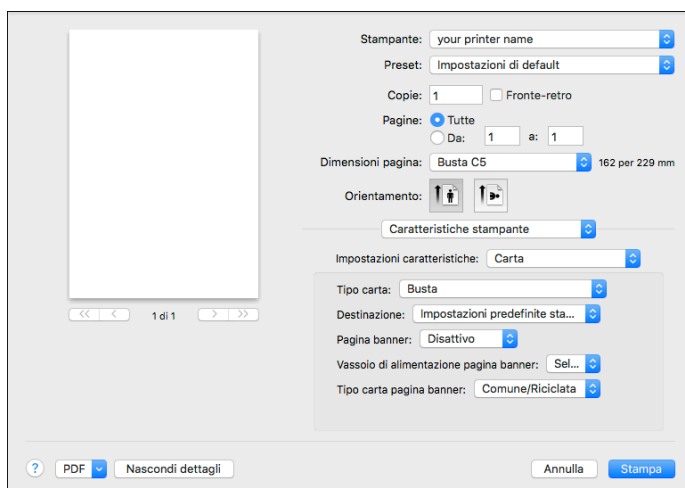 Stampante: your printer name
Preset: Impostazioni di default
Copie: 1 Fronte-retro
Pagine: Tutte
Da: 1 a: 1
Dimensioni pagina: Busta C5 162 per 229 mm
Orientamento:
Caratteristiche stampante
Impostazioni caratteristiche: Carta
Tipo carta: Busta
Destinazione: Impostazioni predefinite sta...
Pagina banner: Disattivo
Vassoio di alimentazione pagina banner: Sel...
Tipo carta pagina banner: Comune/Riciclata
<< < 1 di 1 > >>
? PDF Nascondi dettagli Annulla Stampa